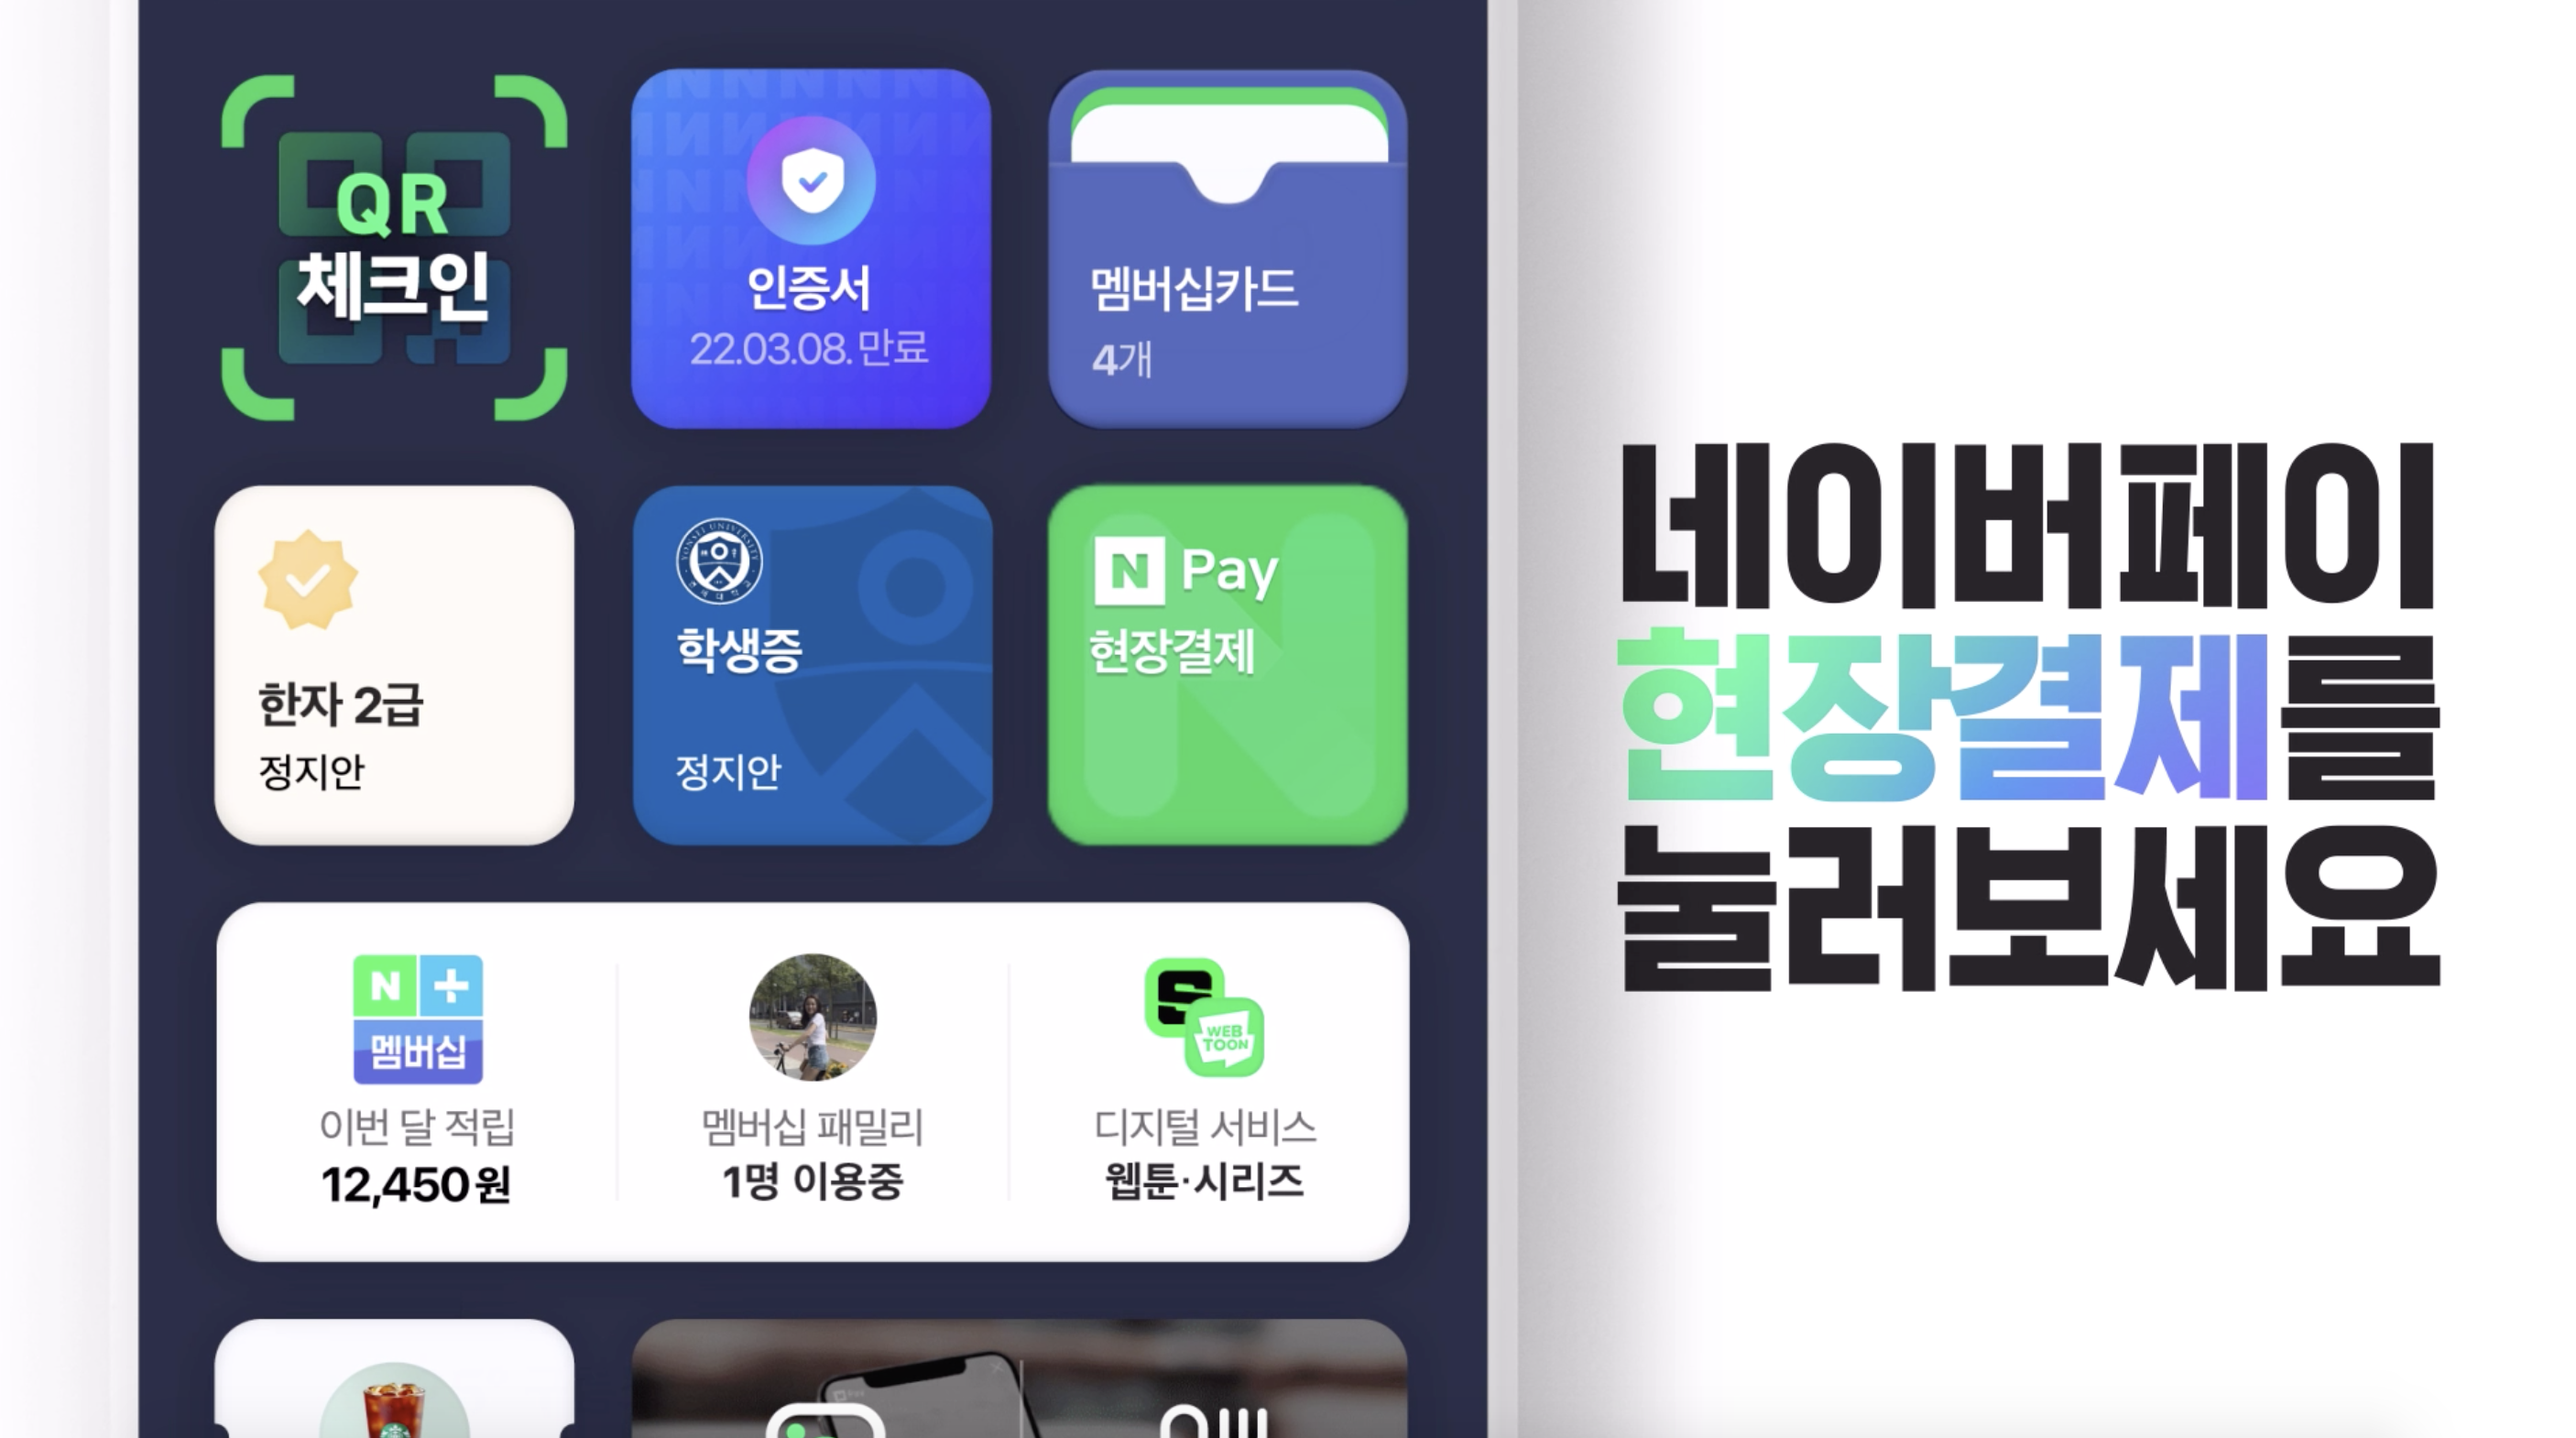 QR
체크인
인증서
22.03.08. 만료
멤버십카드
4개
한자 2급
정지안
YONSEI UNIVERSITY
학생증
정지안
N Pay
현장결제
네이버페이
현장결제를
눌러보세요
N +
멤버십
이번 달 적립
12,450원
멤버십 패밀리
1명 이용중
S
WEB
TOON
디지털 서비스
웹툰·시리즈